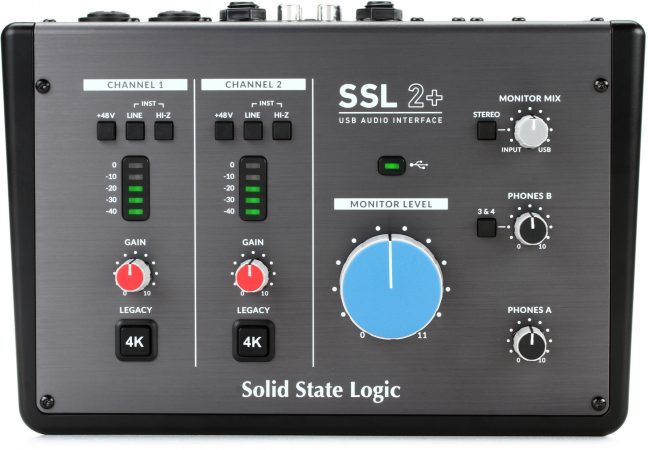 CHANNEL 1
INST
+48V LINE HI-Z
0
-10
-20
-30
-40
GAIN
0 10
LEGACY
4K
CHANNEL 2
INST
+48V LINE HI-Z
0
-10
-20
-30
-40
GAIN
0 10
LEGACY
4K
SSL 2+
USB AUDIO INTERFACE
MONITOR LEVEL
0 11
MONITOR MIX
STEREO
INPUT USB
PHONES B
3 & 4
0 10
PHONES A
0 10
Solid State Logic